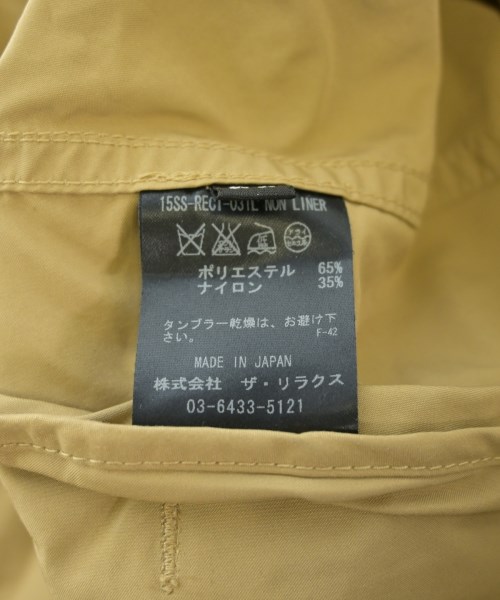 15SS-RECT-031L NON LINER
ポリエステル 65%
ナイロン 35%
タンブラー乾燥は、お避け下
さい。 F-42
MADE IN JAPAN
株式会社 ザ・リラクス
03-6433-5121